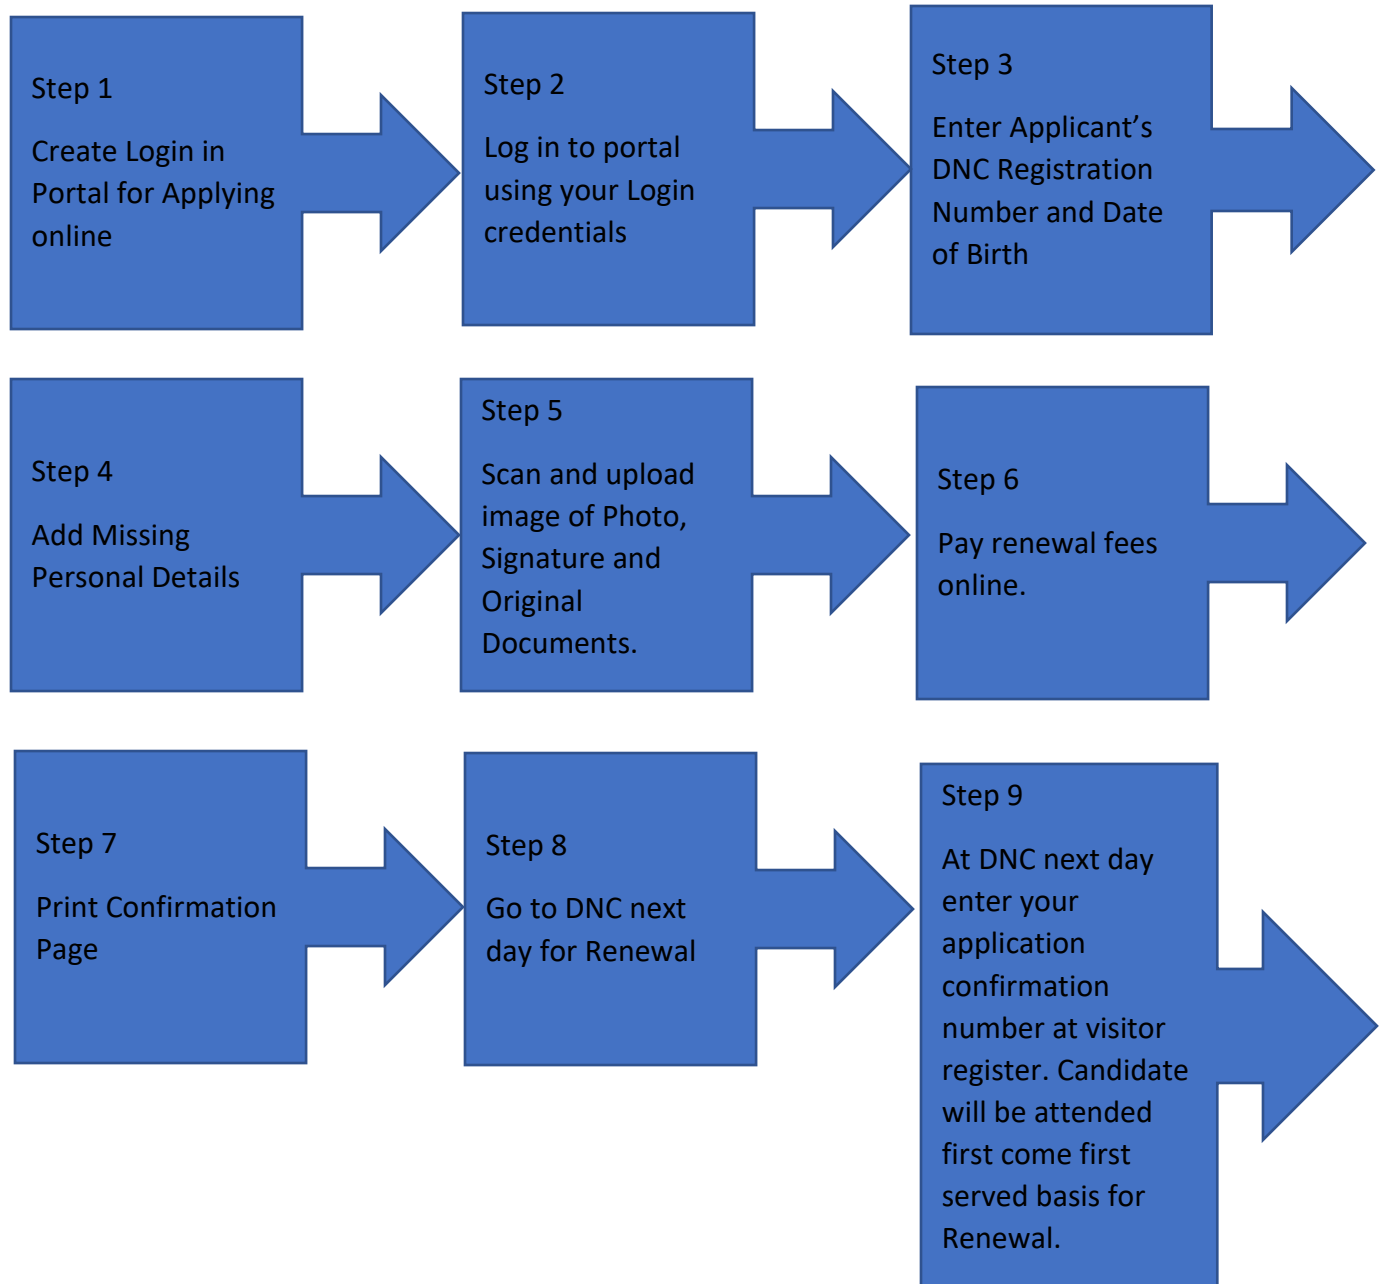 Step 1
Create Login in
Portal for Applying
online
Step 2
Log in to portal
using your Login
credentials
Step 3
Enter Applicant’s
DNC Registration
Number and Date
of Birth
Step 4
Add Missing
Personal Details
Step 5
Scan and upload
image of Photo,
Signature and
Original
Documents.
Step 6
Pay renewal fees
online.
Step 7
Print Confirmation
Page
Step 8
Go to DNC next
day for Renewal
Step 9
At DNC next day
enter your
application
confirmation
number at visitor
register. Candidate
will be attended
first come first
served basis for
Renewal.